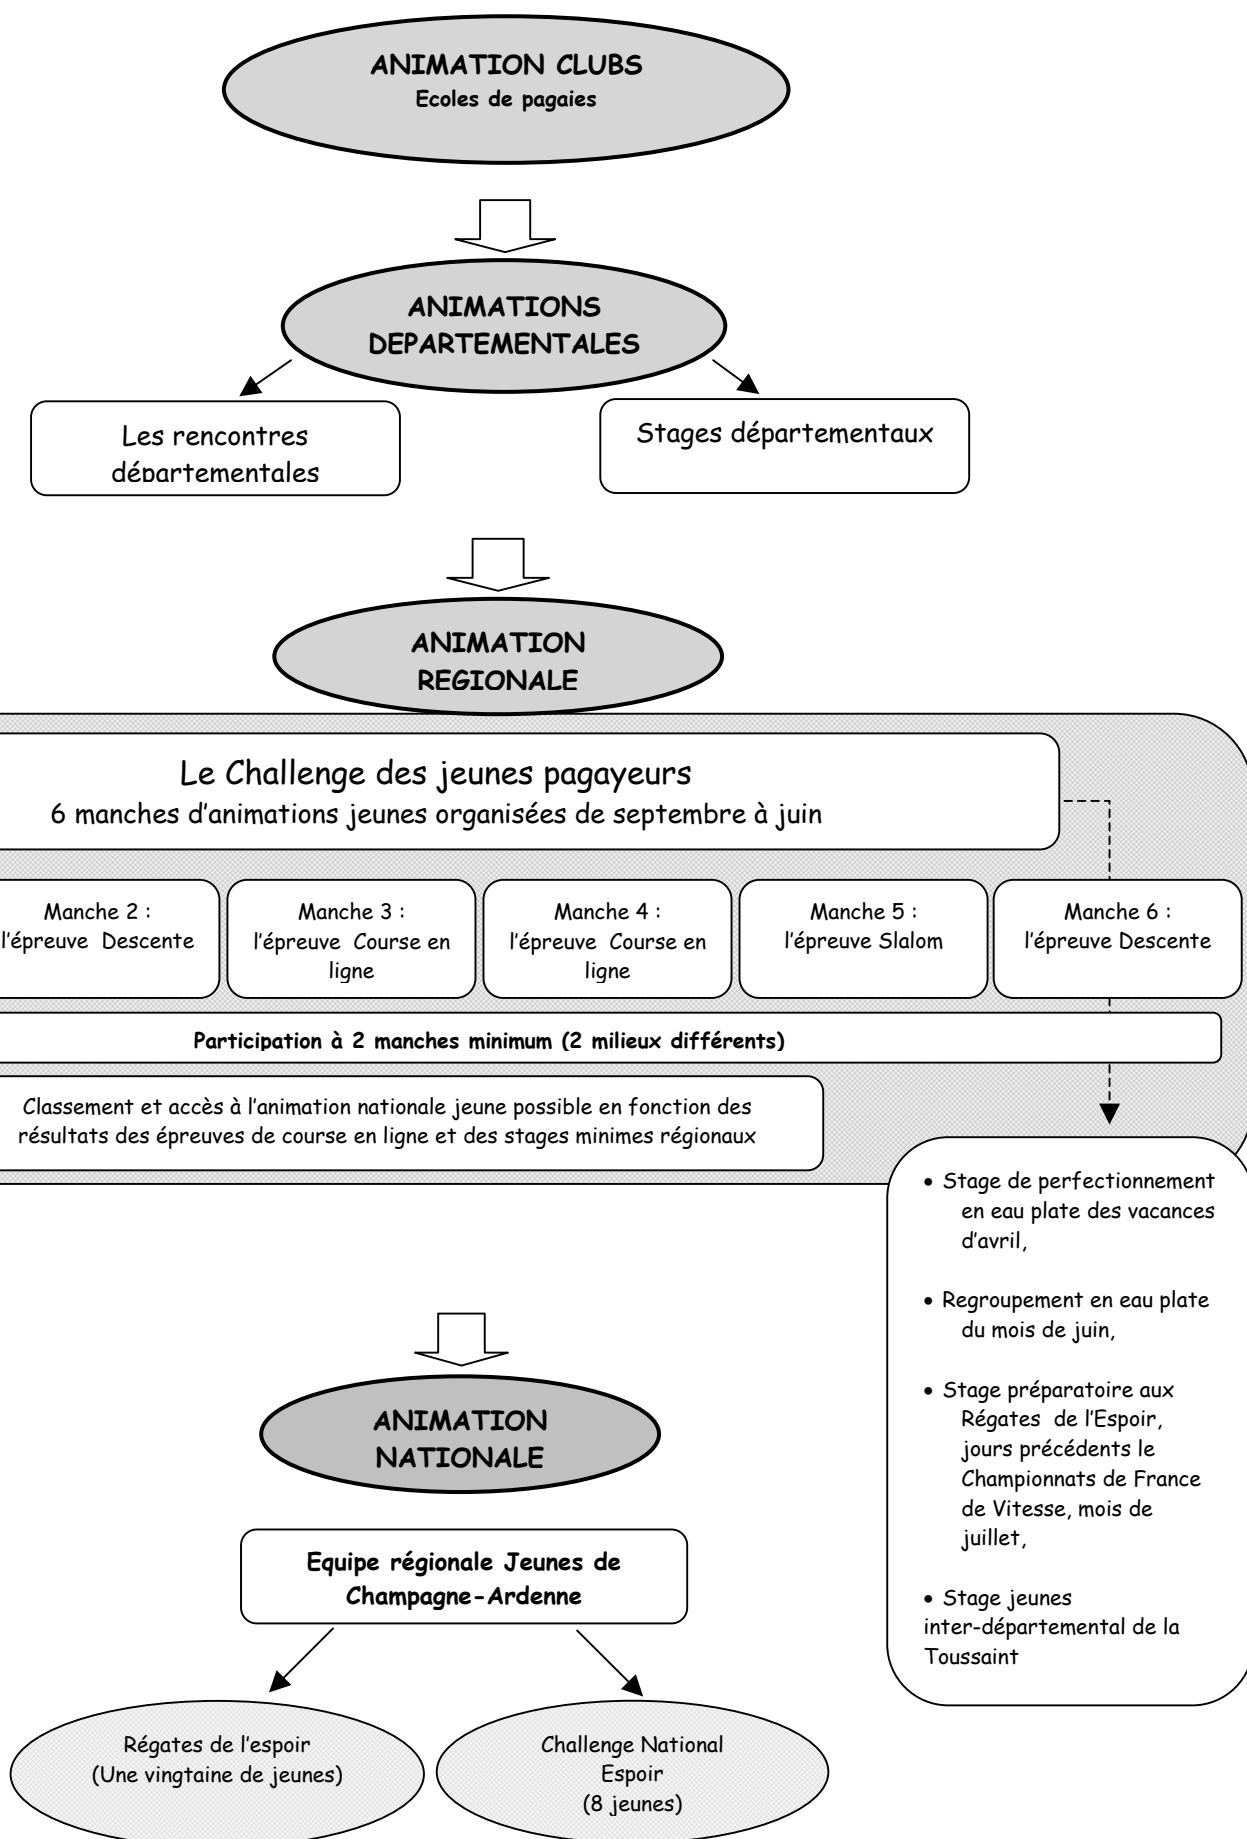 ANIMATION CLUBS
Ecoles de pagaies
ANIMATIONS
DEPARTEMENTALES
Les rencontres
départementales
Stages départementaux
ANIMATION
REGIONALE
Le Challenge des jeunes pagayeurs
6 manches d'animations jeunes organisées de septembre à juin
Manche 2 :
l'épreuve Descente
Manche 3 :
l'épreuve Course en
ligne
Manche 4 :
l'épreuve Course en
ligne
Manche 5 :
l'épreuve Slalom
Manche 6 :
l'épreuve Descente
Participation à 2 manches minimum (2 milieux différents)
Classement et accès à l'animation nationale jeune possible en fonction des
résultats des épreuves de course en ligne et des stages minimes régionaux
• Stage de perfectionnement
en eau plate des vacances
d'avril,
• Regroupement en eau plate
du mois de juin,
• Stage préparatoire aux
Régates de l'Espoir,
jours précédents le
Championnats de France
de Vitesse, mois de
juillet,
• Stage jeunes
inter-départemental de la
Toussaint
ANIMATION
NATIONALE
Equipe régionale Jeunes de
Champagne-Ardenne
Régates de l'espoir
(Une vingtaine de jeunes)
Challenge National
Espoir
(8 jeunes)